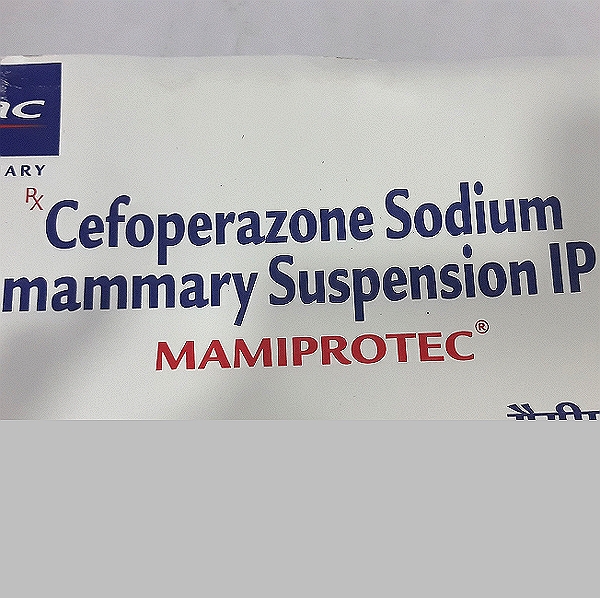 ac
ARY
Rx Cefoperazone Sodium
mammary Suspension IP
MAMIPROTEC®